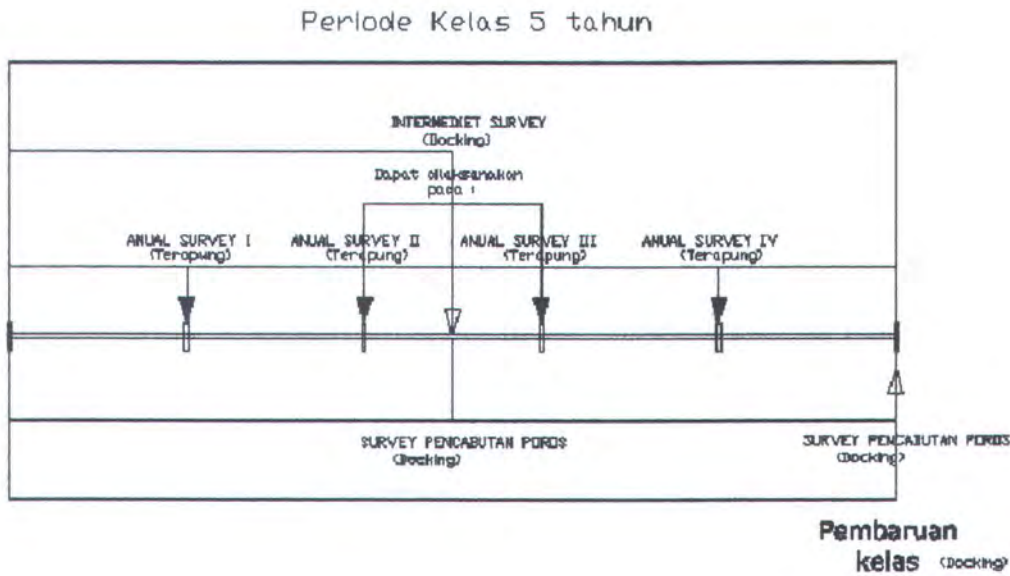 Periode Kelas 5 tahun
INTERMEDIET SURVEY
(Docking)
Dapat dilaksanakan
pada :
ANUAL SURVEY I
(Terapung)
ANUAL SURVEY II
(Terapung)
ANUAL SURVEY III
(Terapung)
ANUAL SURVEY IV
(Terapung)
SURVEY PENCABUTAN POROS
(Docking)
SURVEY PENCABUTAN POROS
(Docking)
Pembaruan
kelas (Docking)